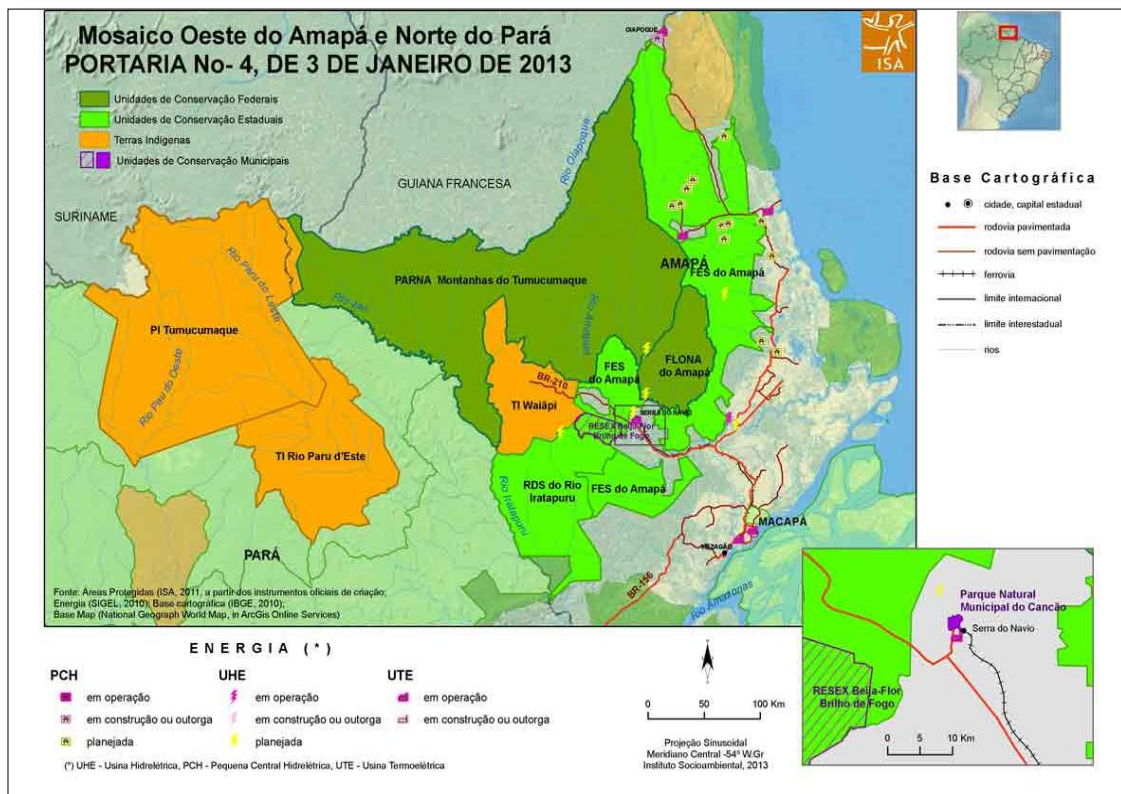 Mosaico Oeste do Amapá e Norte do Pará
PORTARIA No- 4, DE 3 DE JANEIRO DE 2013
Unidades de Conservação Federais
Unidades de Conservação Estaduais
Terras Indígenas
Unidades de Conservação Municipais
OIAPOQUE
ISA
SURINAME
GUIANA FRANCESA
Rio Oiapoque
Rio Paru do Leste
PARNA Montanhas do Tumucumaque
AMAPÁ
FES do Amapá
PI Tumucumaque
Rio Jari
Rio Amapari
Rio Pau do Oeste
FES
do Amapá
FLONA
do Amapá
BR-210
TI Waiãpi
SERRA DO NAVIO
RESEX Beija-Flor
Brilho de Fogo
TI Rio Paru d'Este
RDS do Rio
Iratapuru
FES do Amapá
Rio Iratapuru
MACAPÁ
MAZAGÃO
PARÁ
BR-156
Rio Amazonas
Fonte: Áreas Protegidas (ISA, 2011, a partir dos instrumentos oficiais de criação;
Energia (SIGEL, 2010); Base cartográfica (IBGE, 2010);
Base Map (National Geograph World Map, in ArcGis Online Services)
Base Cartográfica
cidade, capital estadual
rodovia pavimentada
rodovia sem pavimentação
ferrovia
limite internacional
limite interestadual
rios
ENERGIA (*)
PCH
em operação
em construção ou outorga
planejada
UHE
em operação
em construção ou outorga
planejada
UTE
em operação
em construção ou outorga
(*) UHE - Usina Hidrelétrica, PCH - Pequena Central Hidrelétrica, UTE - Usina Termoelétrica
0 50 100 Km
Projeção Sinusoidal
Meridiano Central -54º W.Gr
Instituto Socioambiental, 2013
Parque Natural
Municipal do Cancão
Serra do Navio
RESEX Beija-Flor
Brilho de Fogo
0 5 10 Km